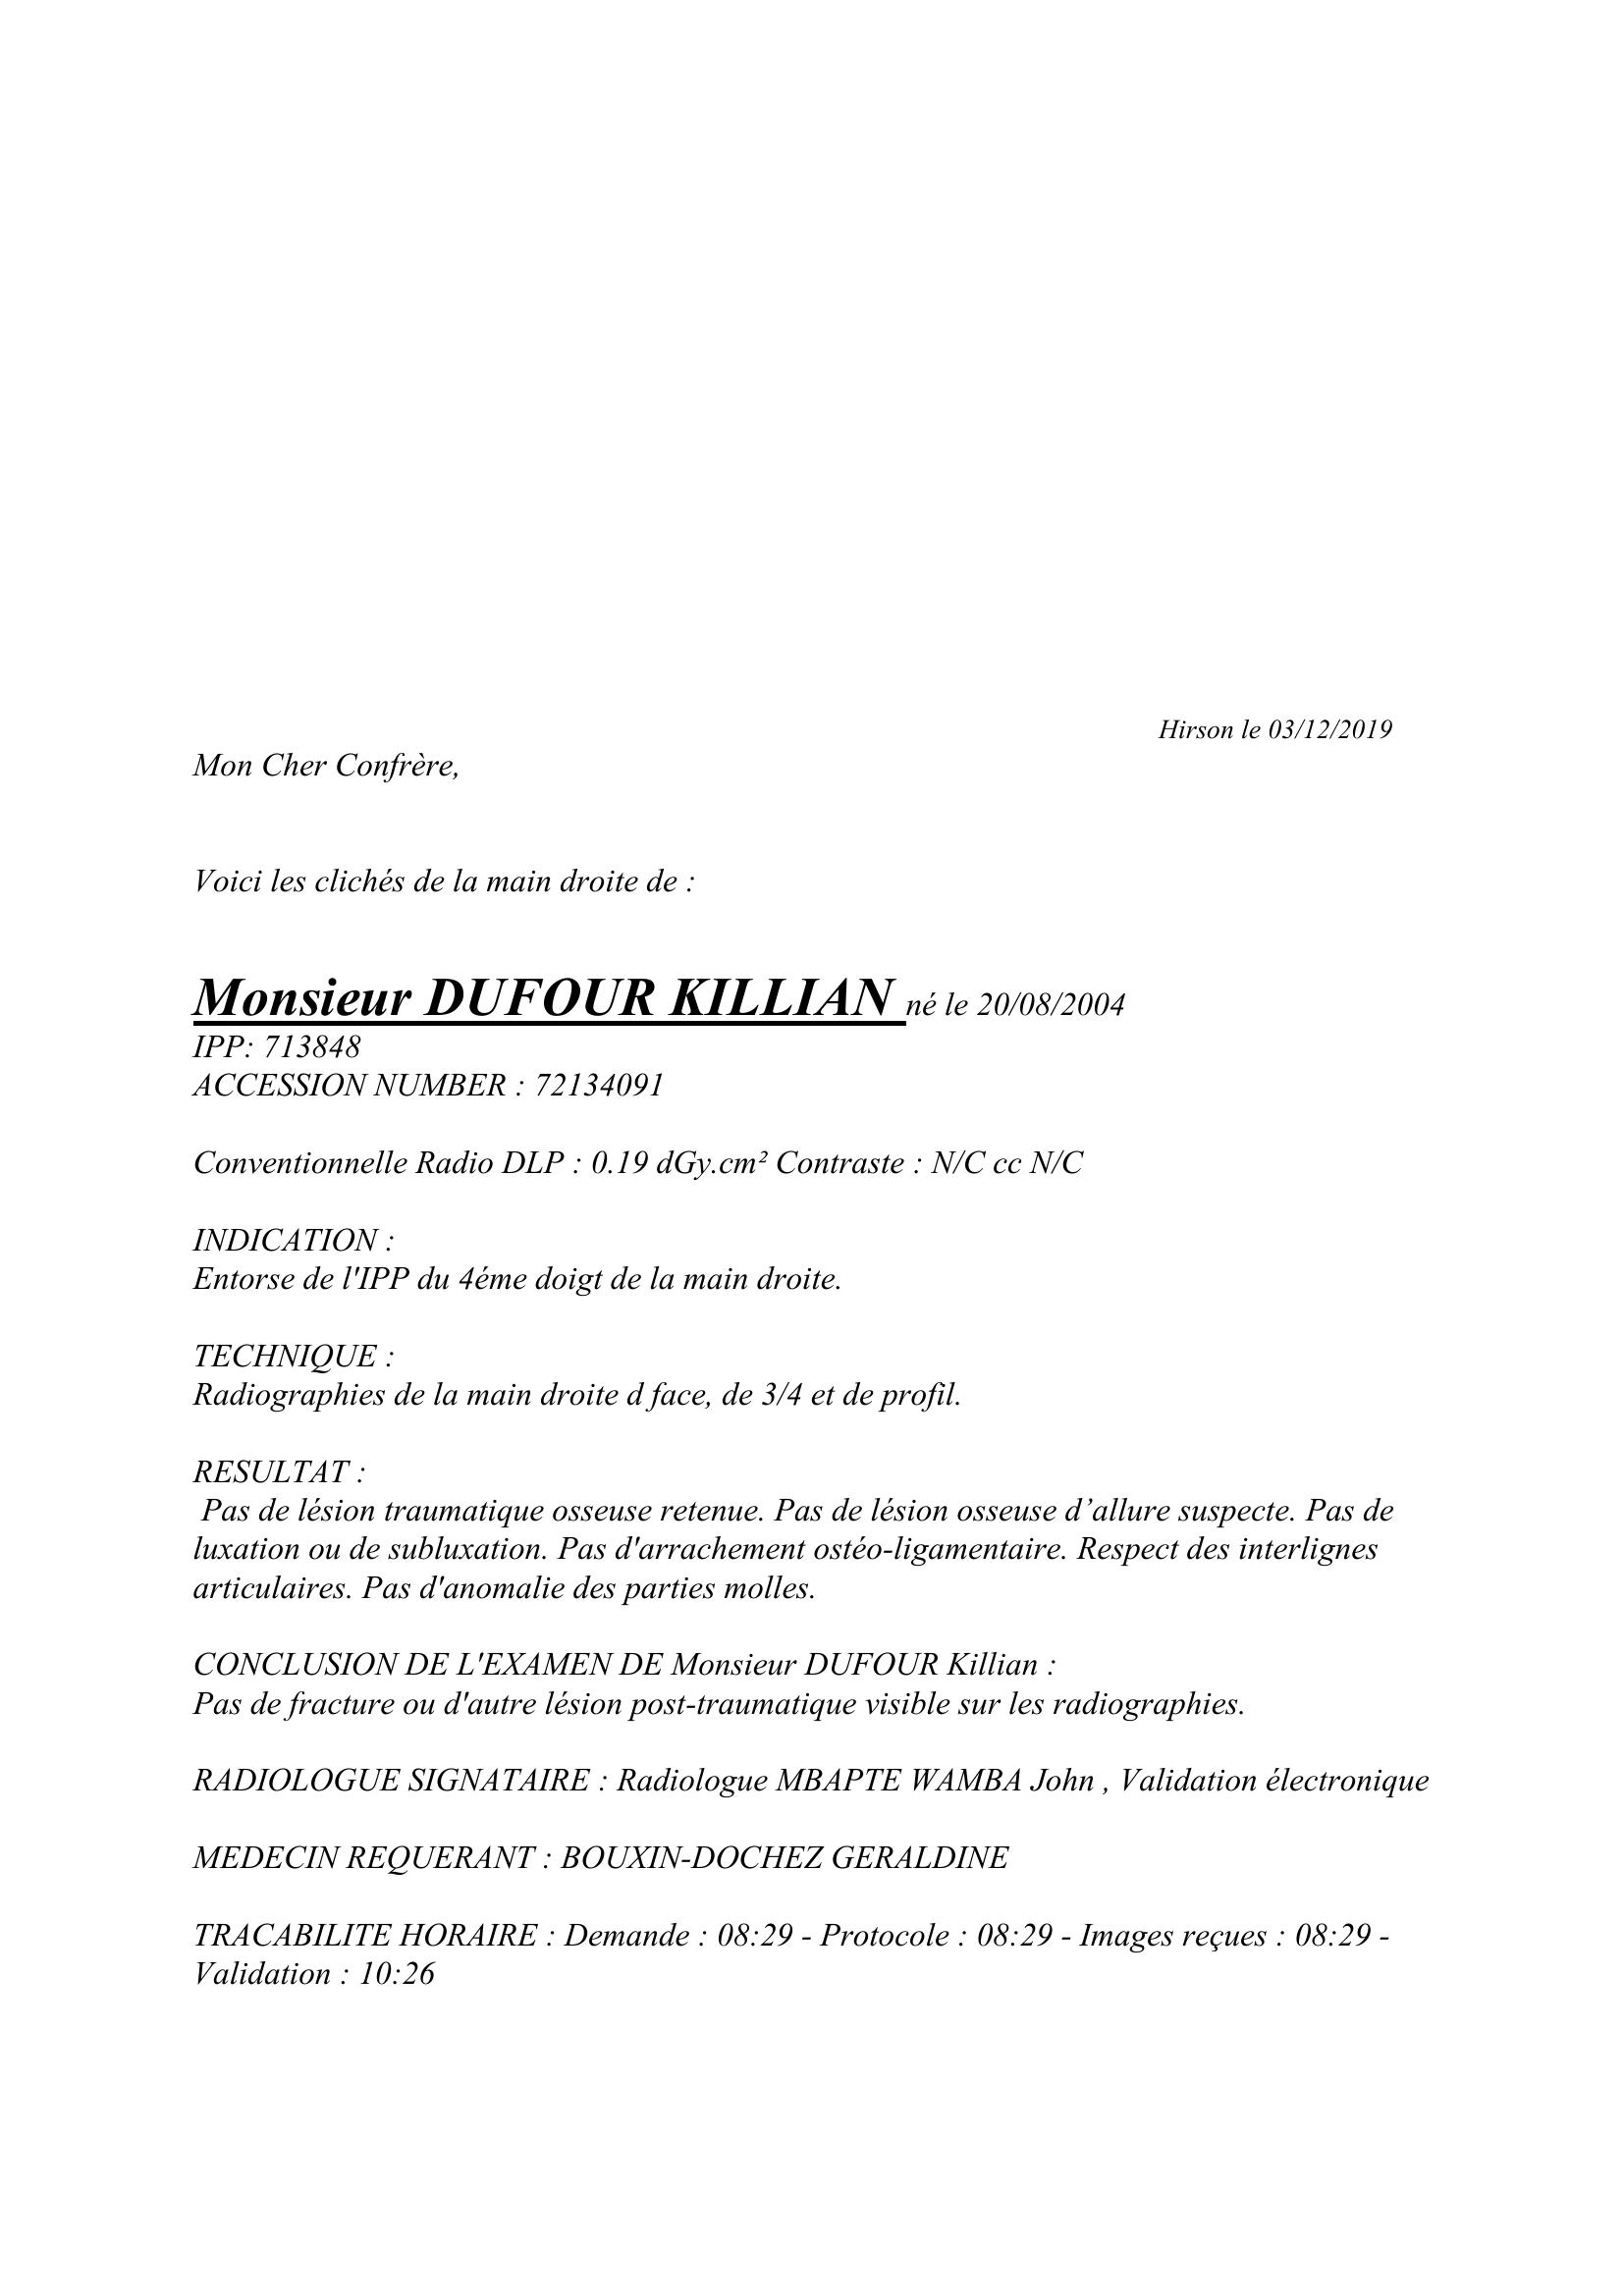 Hirson le 03/12/2019
Mon Cher Confrère,
Voici les clichés de la main droite de :
Monsieur DUFOUR KILLIAN né le 20/08/2004
IPP: 713848
ACCESSION NUMBER : 72134091
Conventionnelle Radio DLP : 0.19 dGy.cm² Contraste : N/C cc N/C
INDICATION :
Entorse de l'IPP du 4éme doigt de la main droite.
TECHNIQUE :
Radiographies de la main droite d face, de 3/4 et de profil.
RESULTAT :
Pas de lésion traumatique osseuse retenue. Pas de lésion osseuse d’allure suspecte. Pas de
luxation ou de subluxation. Pas d'arrachement ostéo-ligamentaire. Respect des interlignes
articulaires. Pas d'anomalie des parties molles.
CONCLUSION DE L'EXAMEN DE Monsieur DUFOUR Killian :
Pas de fracture ou d'autre lésion post-traumatique visible sur les radiographies.
RADIOLOGUE SIGNATAIRE : Radiologue MBAPTE WAMBA John , Validation électronique
MEDECIN REQUERANT : BOUXIN-DOCHEZ GERALDINE
TRACABILITE HORAIRE : Demande : 08:29 - Protocole : 08:29 - Images reçues : 08:29 -
Validation : 10:26